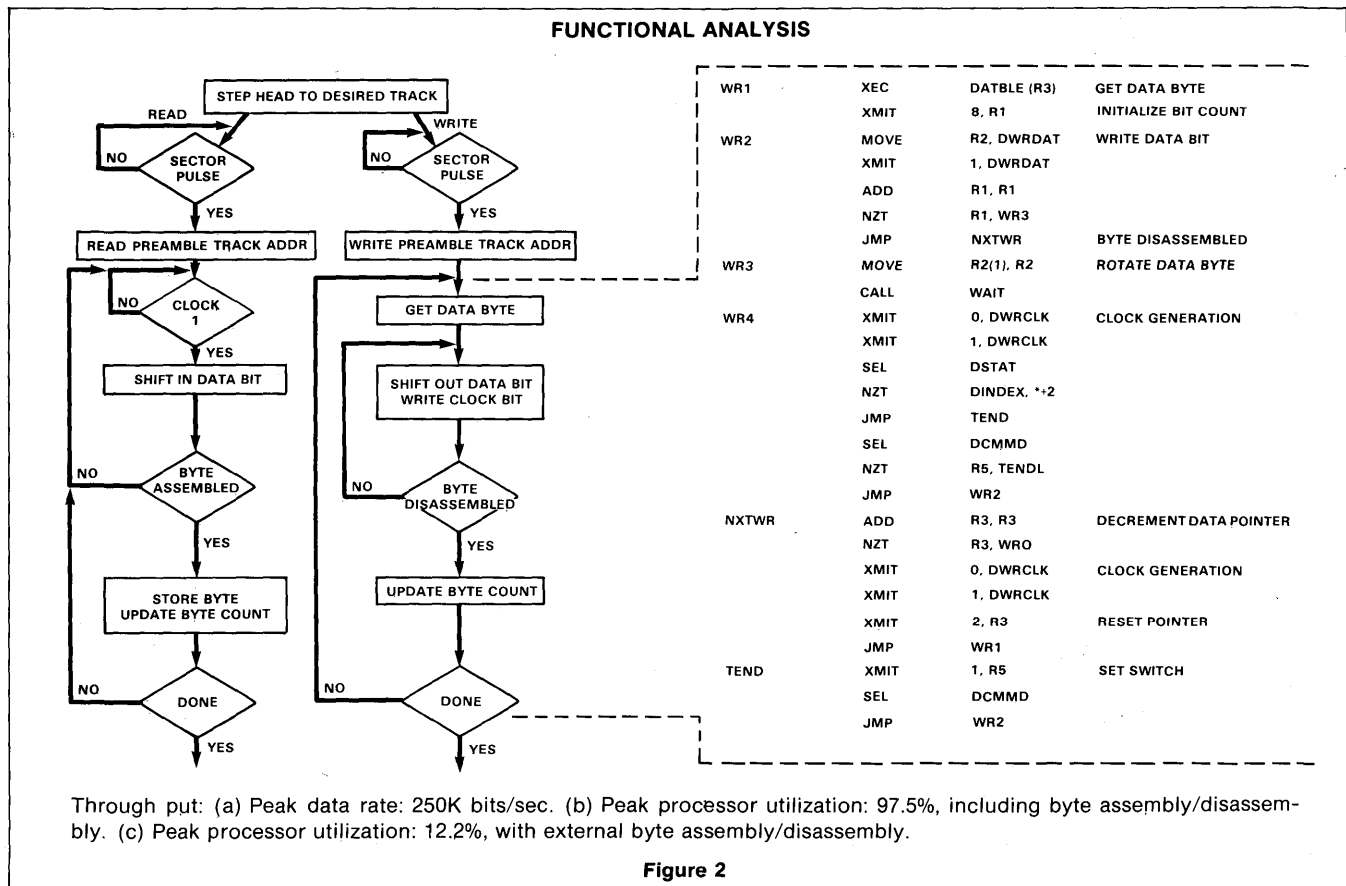 FUNCTIONAL ANALYSIS
STEP HEAD TO DESIRED TRACK
READ
NO
SECTOR
PULSE
YES
READ PREAMBLE TRACK ADDR
NO
CLOCK
1
YES
SHIFT IN DATA BIT
NO
BYTE
ASSEMBLED
YES
STORE BYTE
UPDATE BYTE COUNT
NO
DONE
YES
WRITE
NO
SECTOR
PULSE
YES
WRITE PREAMBLE TRACK ADDR
GET DATA BYTE
SHIFT OUT DATA BIT
WRITE CLOCK BIT
NO
BYTE
DISASSEMBLED
YES
UPDATE BYTE COUNT
NO
DONE
YES
WR1 XEC DATBLE (R3) GET DATA BYTE
XMIT 8, R1 INITIALIZE BIT COUNT
WR2 MOVE R2, DWRDAT WRITE DATA BIT
XMIT 1, DWRDAT
ADD R1, R1
NZT R1, WR3
JMP NXTWR BYTE DISASSEMBLED
WR3 MOVE R2(1), R2 ROTATE DATA BYTE
CALL WAIT
WR4 XMIT 0, DWRCLK CLOCK GENERATION
XMIT 1, DWRCLK
SEL DSTAT
NZT DINDEX, *+2
JMP TEND
SEL DCMMD
NZT R5, TENDL
JMP WR2
NXTWR ADD R3, R3 DECREMENT DATA POINTER
NZT R3, WRO
XMIT 0, DWRCLK CLOCK GENERATION
XMIT 1, DWRCLK
XMIT 2, R3 RESET POINTER
JMP WR1
TEND XMIT 1, R5 SET SWITCH
SEL DCMMD
JMP WR2
Through put: (a) Peak data rate: 250K bits/sec. (b) Peak processor utilization: 97.5%, including byte assembly/disassem-
bly. (c) Peak processor utilization: 12.2%, with external byte assembly/disassembly.
Figure 2